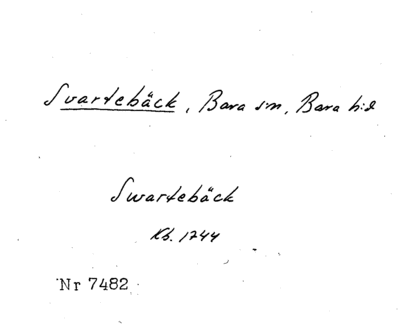 Svartebäck, Bara sn, Bara hd
Swartebäck
Kb. 1744
Nr 7482